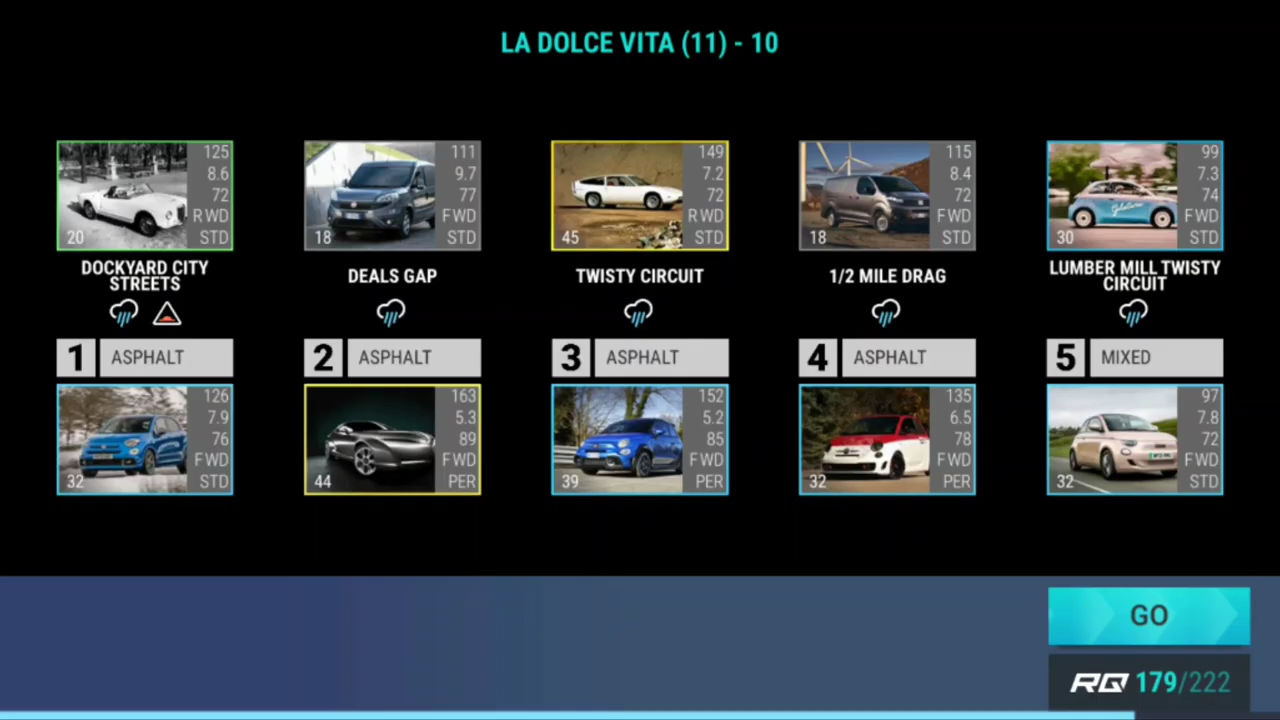 LA DOLCE VITA (11) - 10
125
8.6
72
RWD
20 STD
111
9.7
77
FWD
18 STD
149
7.2
72
RWD
45 STD
115
8.4
72
FWD
18 STD
99
7.3
74
FWD
30 STD
DOCKYARD CITY
STREETS
DEALS GAP
TWISTY CIRCUIT
1/2 MILE DRAG
LUMBER MILL TWISTY
CIRCUIT
1 ASPHALT
2 ASPHALT
3 ASPHALT
4 ASPHALT
5 MIXED
126
7.9
76
FWD
32 STD
163
5.3
89
FWD
44 PER
152
5.2
85
FWD
39 PER
135
6.5
78
FWD
32 PER
97
7.8
72
FWD
32 STD
GO
RQ 179/222